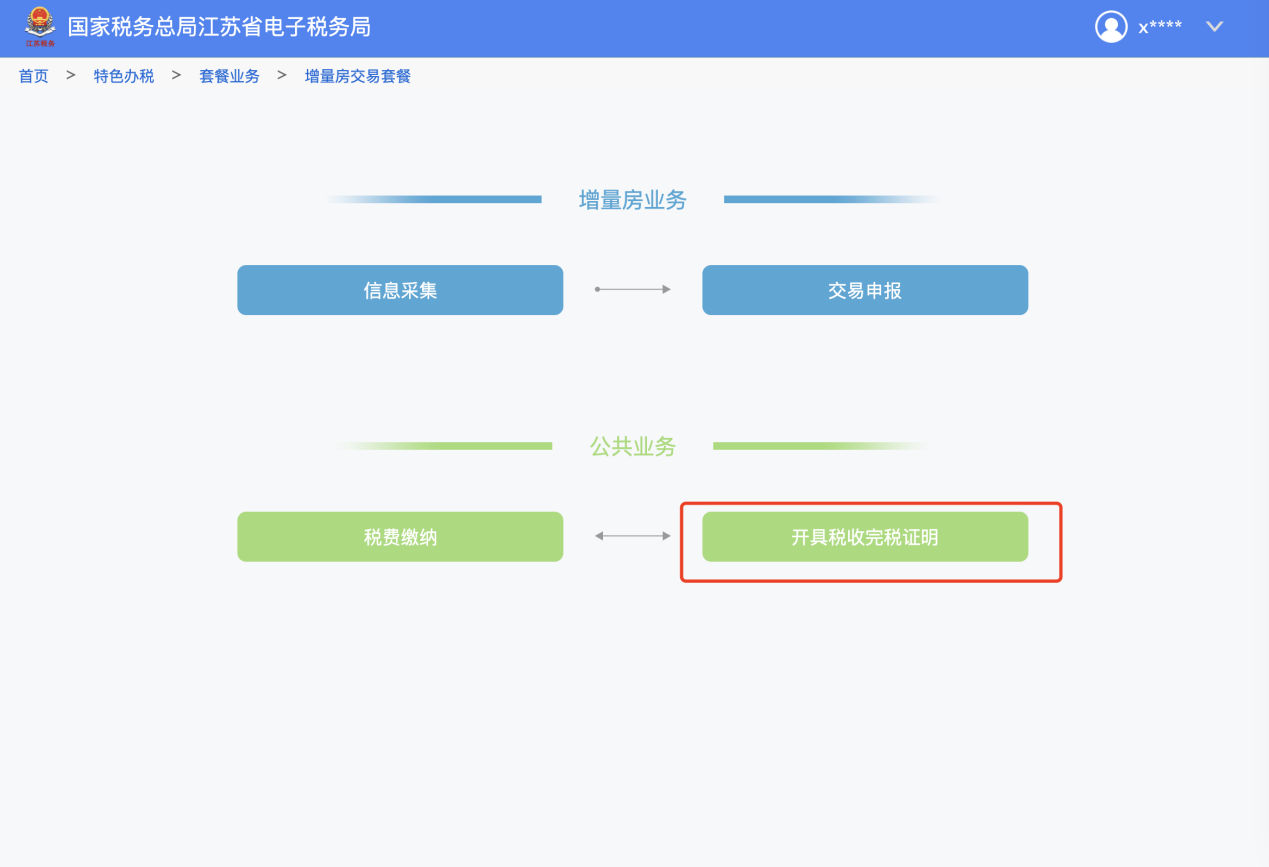 国家税务总局江苏省电子税务局
x****
江苏税务
首页 > 特色办税 > 套餐业务 > 增量房交易套餐
增量房业务
信息采集
交易申报
公共业务
税费缴纳
开具税收完税证明